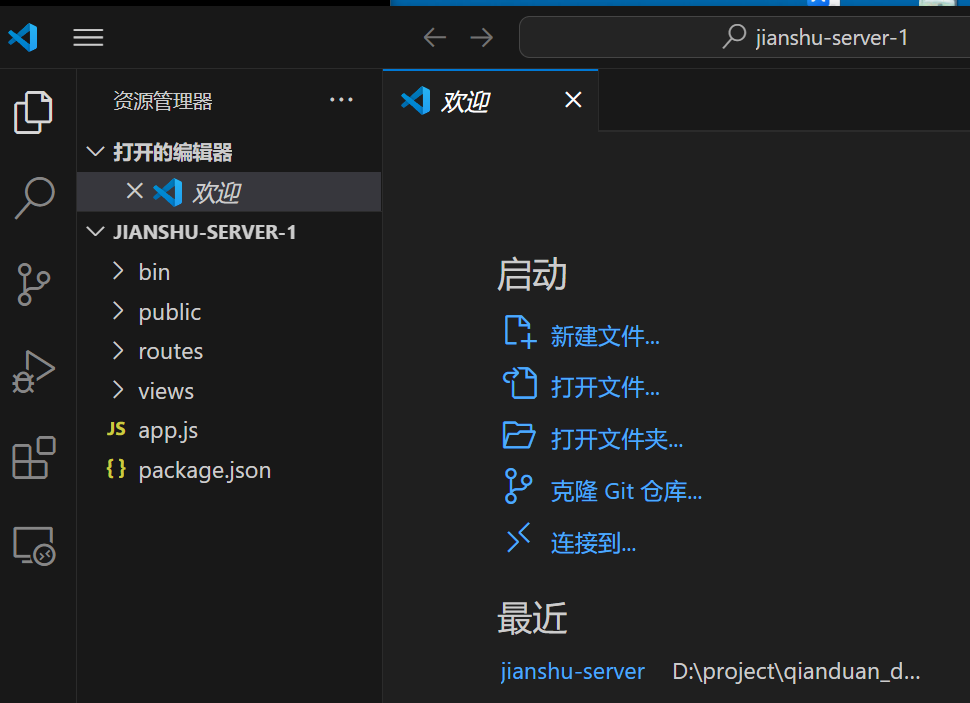 jianshu-server-1
资源管理器
欢迎
打开的编辑器
欢迎
JIANSHU-SERVER-1
bin
public
routes
views
JS app.js
{} package.json
启动
新建文件...
打开文件...
打开文件夹...
克隆 Git 仓库...
连接到...
最近
jianshu-server D:\project\qianduan_d...